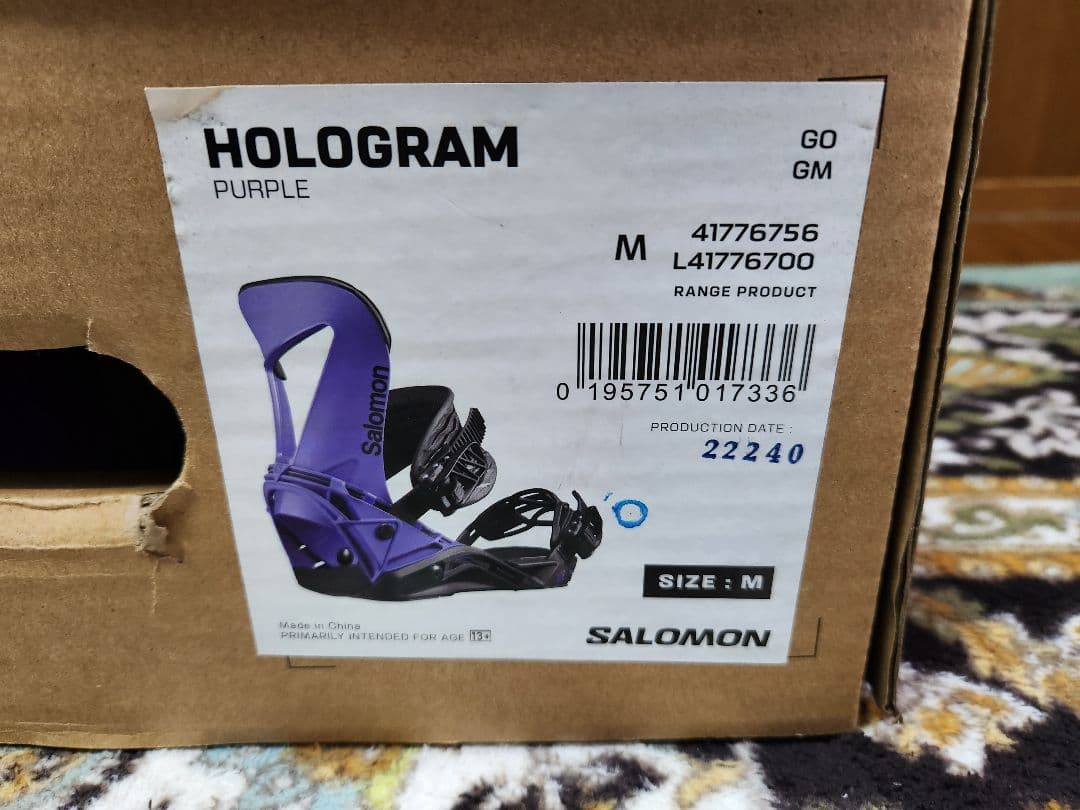 HOLOGRAM
PURPLE
GO
GM
M
41776756
L41776700
RANGE PRODUCT
0 195751 017336
PRODUCTION DATE :
22240
Salomon
SIZE : M
Made in China
PRIMARILY INTENDED FOR AGE 13+
SALOMON